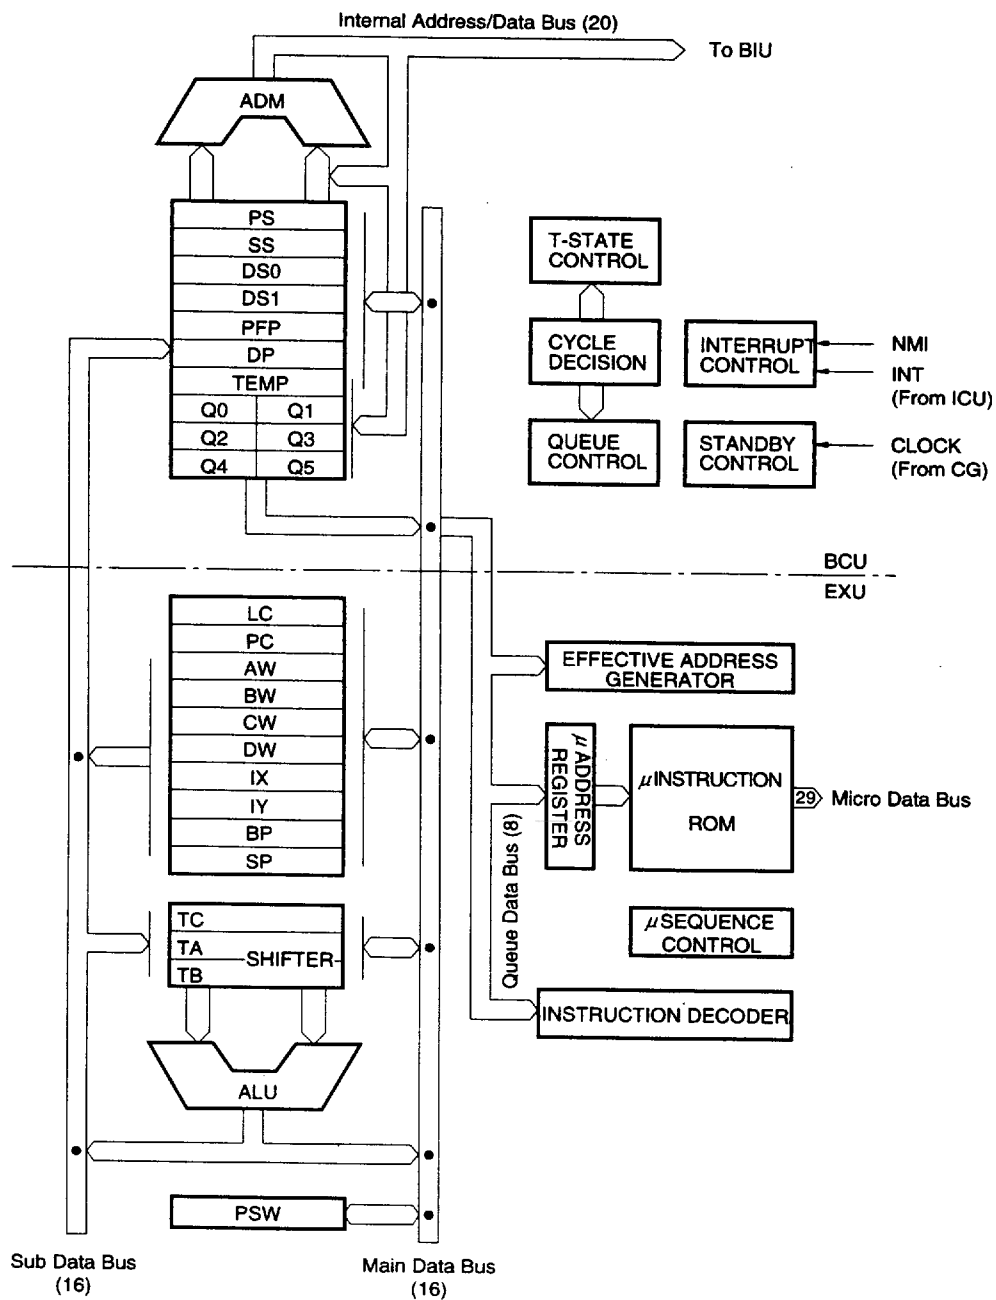 Internal Address/Data Bus (20)
To BIU
ADM
PS
SS
DS0
DS1
PFP
DP
TEMP
Q0 Q1
Q2 Q3
Q4 Q5
T-STATE
CONTROL
CYCLE
DECISION
QUEUE
CONTROL
INTERRUPT
CONTROL
NMI
INT
(From ICU)
STANDBY
CONTROL
CLOCK
(From CG)
BCU
EXU
LC
PC
AW
BW
CW
DW
IX
IY
BP
SP
EFFECTIVE ADDRESS
GENERATOR
μ ADDRESS
REGISTER
μINSTRUCTION
ROM
29
Micro Data Bus
Queue Data Bus (8)
μSEQUENCE
CONTROL
INSTRUCTION DECODER
TC
TA
SHIFTER
TB
ALU
PSW
Sub Data Bus
(16)
Main Data Bus
(16)